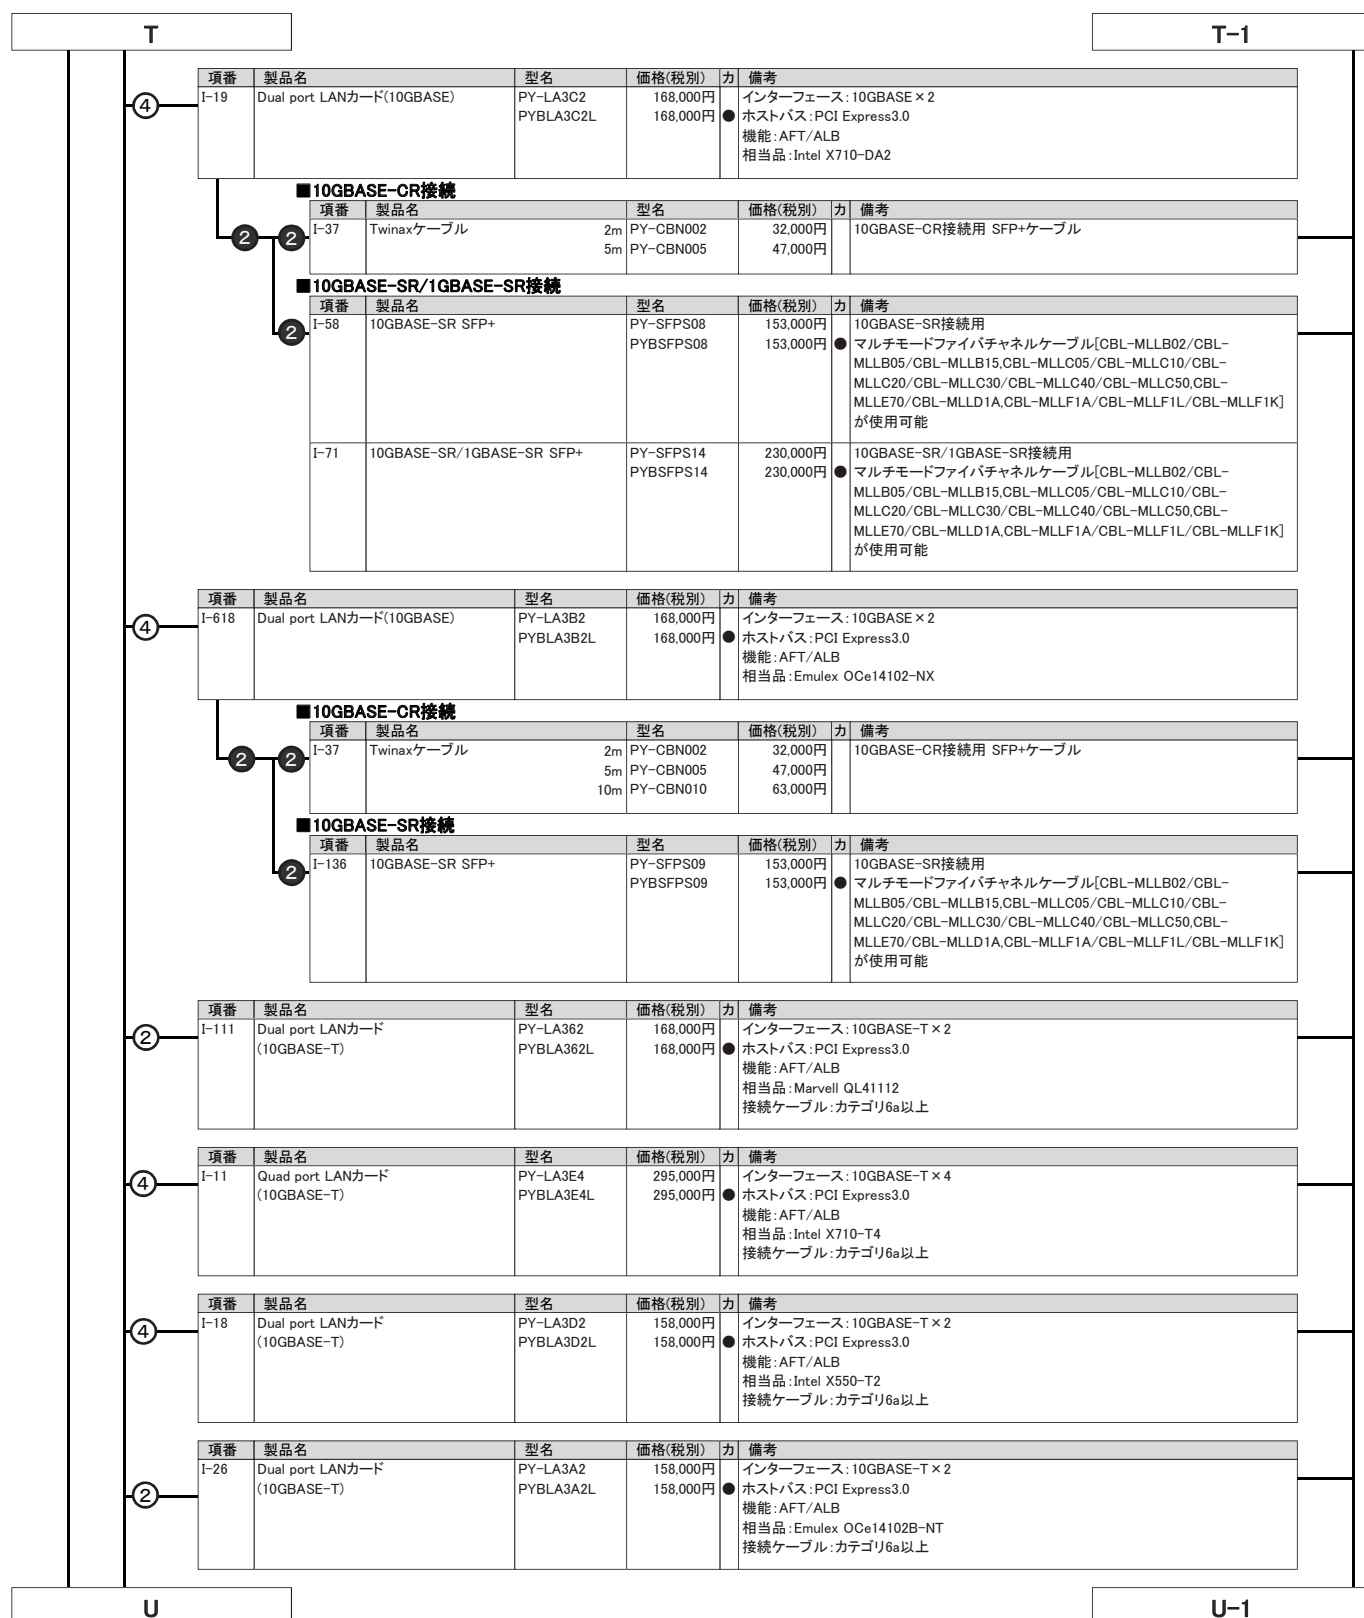 T
T-1
項番 製品名 型名 価格(税別) カ 備考
④ I-19 Dual port LANカード(10GBASE) PY-LA3C2 168,000円 インターフェース:10GBASE×2
PYBLA3C2L 168,000円 ● ホストバス:PCI Express3.0
機能:AFT/ALB
相当品:Intel X710-DA2
■10GBASE-CR接続
項番 製品名 型名 価格(税別) カ 備考
2 2 I-37 Twinaxケーブル 2m PY-CBN002 32,000円 10GBASE-CR接続用 SFP+ケーブル
5m PY-CBN005 47,000円
■10GBASE-SR/1GBASE-SR接続
項番 製品名 型名 価格(税別) カ 備考
2 I-58 10GBASE-SR SFP+ PY-SFPS08 153,000円 10GBASE-SR接続用
PYBSFPS08 153,000円 ● マルチモードファイバチャネルケーブル[CBL-MLLB02/CBL-
MLLB05/CBL-MLLB15,CBL-MLLC05/CBL-MLLC10/CBL-
MLLC20/CBL-MLLC30/CBL-MLLC40/CBL-MLLC50,CBL-
MLLE70/CBL-MLLD1A,CBL-MLLF1A/CBL-MLLF1L/CBL-MLLF1K]
が使用可能
I-71 10GBASE-SR/1GBASE-SR SFP+ PY-SFPS14 230,000円 10GBASE-SR/1GBASE-SR接続用
PYBSFPS14 230,000円 ● マルチモードファイバチャネルケーブル[CBL-MLLB02/CBL-
MLLB05/CBL-MLLB15,CBL-MLLC05/CBL-MLLC10/CBL-
MLLC20/CBL-MLLC30/CBL-MLLC40/CBL-MLLC50,CBL-
MLLE70/CBL-MLLD1A,CBL-MLLF1A/CBL-MLLF1L/CBL-MLLF1K]
が使用可能
項番 製品名 型名 価格(税別) カ 備考
④ I-618 Dual port LANカード(10GBASE) PY-LA3B2 168,000円 インターフェース:10GBASE×2
PYBLA3B2L 168,000円 ● ホストバス:PCI Express3.0
機能:AFT/ALB
相当品:Emulex OCe14102-NX
■10GBASE-CR接続
項番 製品名 型名 価格(税別) カ 備考
2 2 I-37 Twinaxケーブル 2m PY-CBN002 32,000円 10GBASE-CR接続用 SFP+ケーブル
5m PY-CBN005 47,000円
10m PY-CBN010 63,000円
■10GBASE-SR接続
項番 製品名 型名 価格(税別) カ 備考
2 I-136 10GBASE-SR SFP+ PY-SFPS09 153,000円 10GBASE-SR接続用
PYBSFPS09 153,000円 ● マルチモードファイバチャネルケーブル[CBL-MLLB02/CBL-
MLLB05/CBL-MLLB15,CBL-MLLC05/CBL-MLLC10/CBL-
MLLC20/CBL-MLLC30/CBL-MLLC40/CBL-MLLC50,CBL-
MLLE70/CBL-MLLD1A,CBL-MLLF1A/CBL-MLLF1L/CBL-MLLF1K]
が使用可能
項番 製品名 型名 価格(税別) カ 備考
② I-111 Dual port LANカード PY-LA362 168,000円 インターフェース:10GBASE-T×2
(10GBASE-T) PYBLA362L 168,000円 ● ホストバス:PCI Express3.0
機能:AFT/ALB
相当品:Marvell QL41112
接続ケーブル:カテゴリ6a以上
項番 製品名 型名 価格(税別) カ 備考
④ I-11 Quad port LANカード PY-LA3E4 295,000円 インターフェース:10GBASE-T×4
(10GBASE-T) PYBLA3E4L 295,000円 ● ホストバス:PCI Express3.0
機能:AFT/ALB
相当品:Intel X710-T4
接続ケーブル:カテゴリ6a以上
項番 製品名 型名 価格(税別) カ 備考
④ I-18 Dual port LANカード PY-LA3D2 158,000円 インターフェース:10GBASE-T×2
(10GBASE-T) PYBLA3D2L 158,000円 ● ホストバス:PCI Express3.0
機能:AFT/ALB
相当品:Intel X550-T2
接続ケーブル:カテゴリ6a以上
項番 製品名 型名 価格(税別) カ 備考
② I-26 Dual port LANカード PY-LA3A2 158,000円 インターフェース:10GBASE-T×2
(10GBASE-T) PYBLA3A2L 158,000円 ● ホストバス:PCI Express3.0
機能:AFT/ALB
相当品:Emulex OCe14102B-NT
接続ケーブル:カテゴリ6a以上
U
U-1